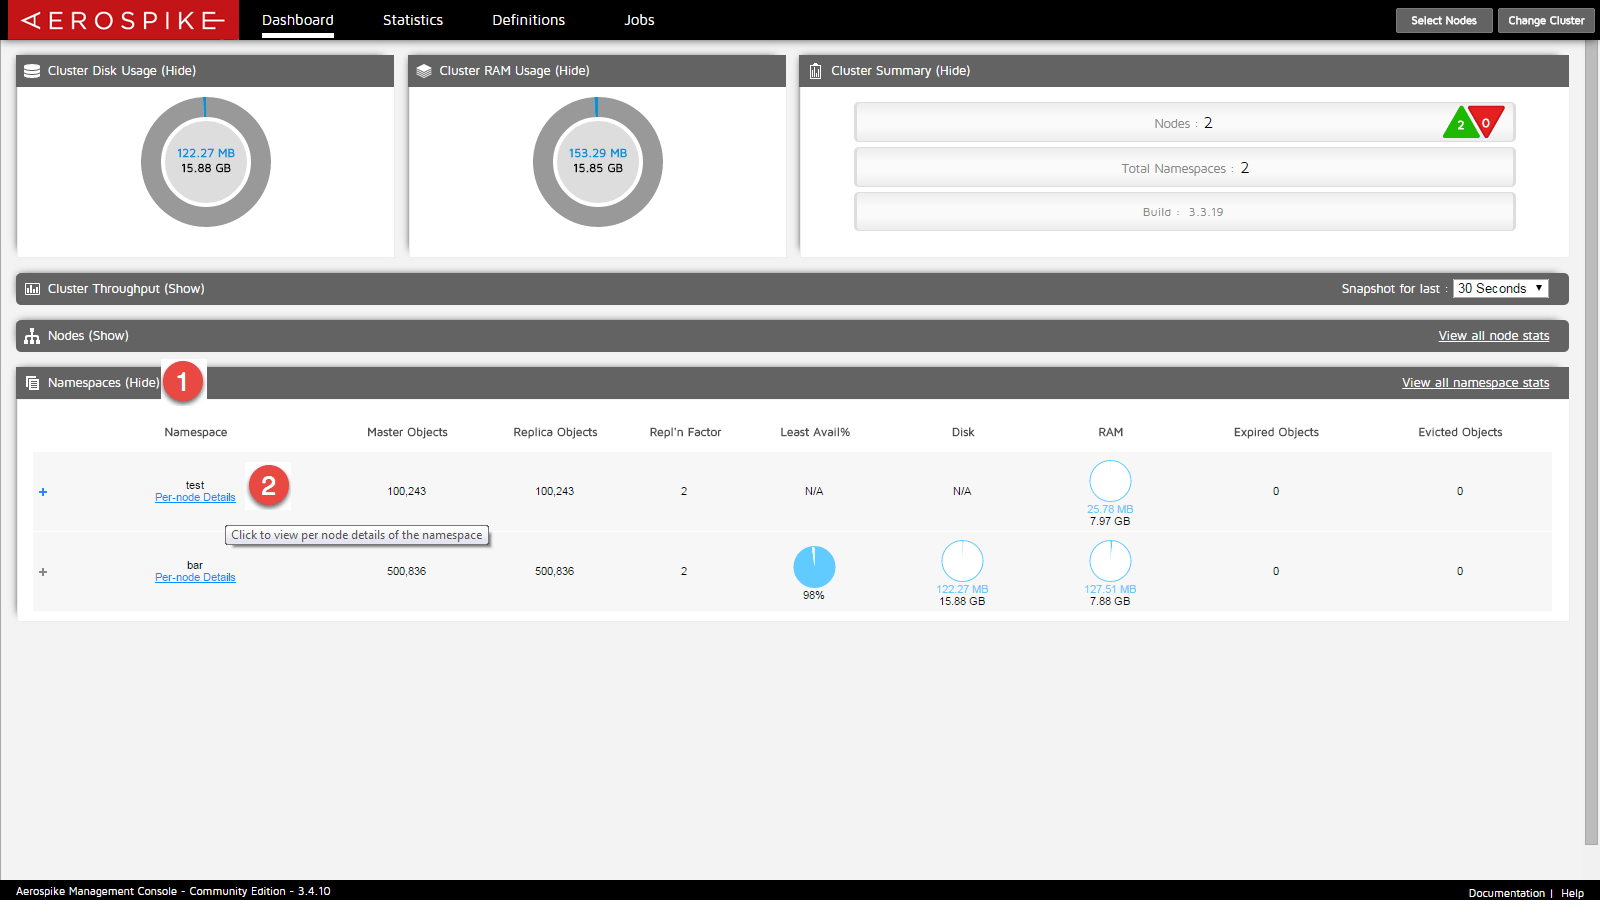 AEROSPIKE
Dashboard Statistics Definitions Jobs Select Nodes Change Cluster
Cluster Disk Usage (Hide)
122.27 MB
15.88 GB
Cluster RAM Usage (Hide)
153.29 MB
15.85 GB
Cluster Summary (Hide)
Nodes : 2 2 0
Total Namespaces : 2
Build : 3.3.19
Cluster Throughput (Show) Snapshot for last : 30 Seconds
Nodes (Show) View all node stats
Namespaces (Hide) 1 View all namespace stats
Namespace Master Objects Replica Objects Repl'n Factor Least Avail% Disk RAM Expired Objects Evicted Objects
+ test 100,243 100,243 2 N/A N/A 0 0
Per-node Details 2
25.78 MB
7.97 GB
Click to view per node details of the namespace
+ bar 500,836 500,836 2 0 0
Per-node Details
98%
122.27 MB
15.88 GB
127.51 MB
7.88 GB
Aerospike Management Console - Community Edition - 3.4.10 Documentation | Help